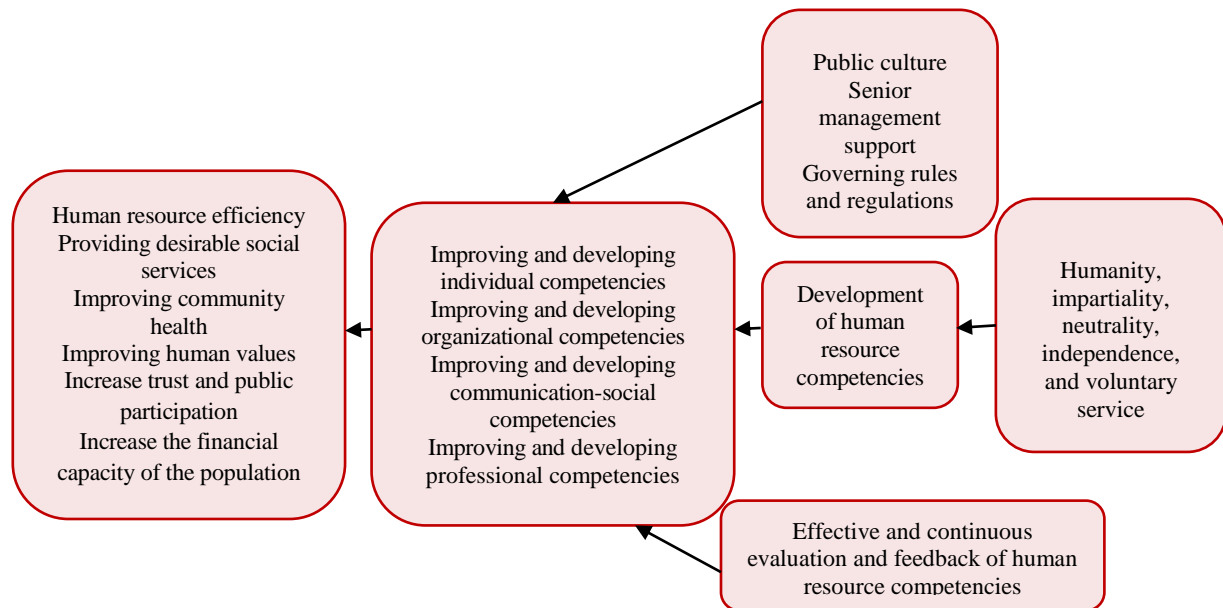 Public culture
Senior
management
support
Governing rules
and regulations
Human resource efficiency
Providing desirable social
services
Improving community
health
Improving human values
Increase trust and public
participation
Increase the financial
capacity of the population
Improving and developing
individual competencies
Improving and developing
organizational competencies
Improving and developing
communication-social
competencies
Improving and developing
professional competencies
Development
of human
resource
competencies
Humanity,
impartiality,
neutrality,
independence,
and voluntary
service
Effective and continuous
evaluation and feedback of human
resource competencies